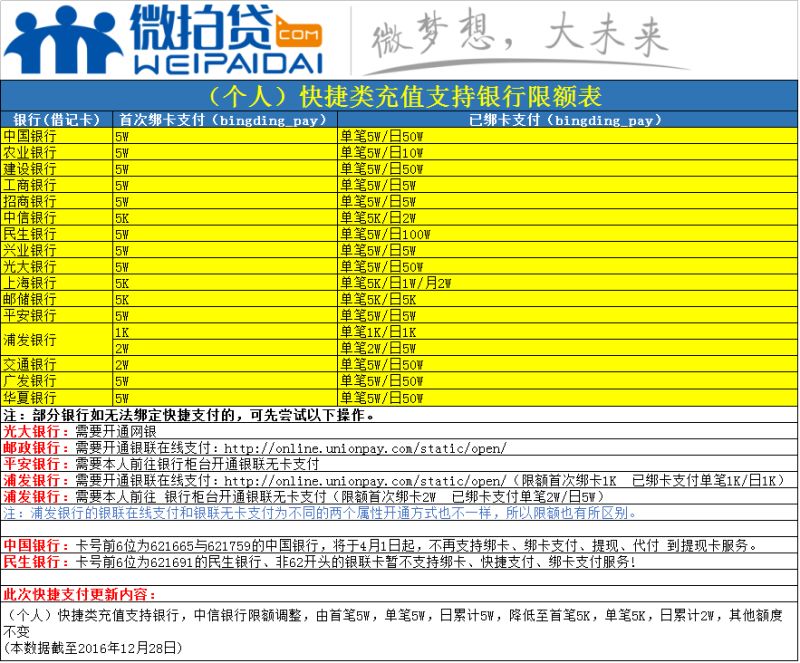 微拍贷.COM
WEIPAIDAI
微梦想，大未来
（个人）快捷类充值支持银行限额表
银行(借记卡) 首次绑卡支付（bingding_pay） 已绑卡支付（bingding_pay）
中国银行 5W 单笔5W/日50W
农业银行 5W 单笔5W/日10W
建设银行 5W 单笔5W/日50W
工商银行 5W 单笔5W/日5W
招商银行 5W 单笔5W/日5W
中信银行 5K 单笔5K/日2W
民生银行 5W 单笔5W/日100W
兴业银行 5W 单笔5W/日5W
光大银行 5W 单笔5W/日50W
上海银行 5K 单笔5K/日1W/月2W
邮储银行 5K 单笔5K/日5K
平安银行 5W 单笔5W/日5W
浦发银行 1K 单笔1K/日1K
2W 单笔2W/日5W
交通银行 2W 单笔5W/日50W
广发银行 5W 单笔5W/日50W
华夏银行 5W 单笔5W/日50W
注：部分银行如无法绑定快捷支付的，可先尝试以下操作。
光大银行：需要开通网银
邮政银行：需要开通银联在线支付：http://online.unionpay.com/static/open/
平安银行：需要本人前往银行柜台开通银联无卡支付
浦发银行：需要开通银联在线支付：http://online.unionpay.com/static/open/（限额首次绑卡1K 已绑卡支付单笔1K/日1K）
浦发银行：需要本人前往 银行柜台开通银联无卡支付（限额首次绑卡2W 已绑卡支付单笔2W/日5W）
注：浦发银行的银联在线支付和银联无卡支付为不同的两个属性开通方式也不一样，所以限额也有所区别。
中国银行：卡号前6位为621665与621759的中国银行，将于4月1日起，不再支持绑卡、绑卡支付、提现、代付 到提现卡服务。
民生银行：卡号前6位为621691的民生银行、非62开头的银联卡暂不支持绑卡、快捷支付、绑卡支付服务！
此次快捷支付更新内容：
（个人）快捷类充值支持银行，中信银行限额调整，由首笔5W，单笔5W，日累计5W，降低至首笔5K，单笔5K，日累计2W，其他额度
不变
(本数据截至2016年12月28日)